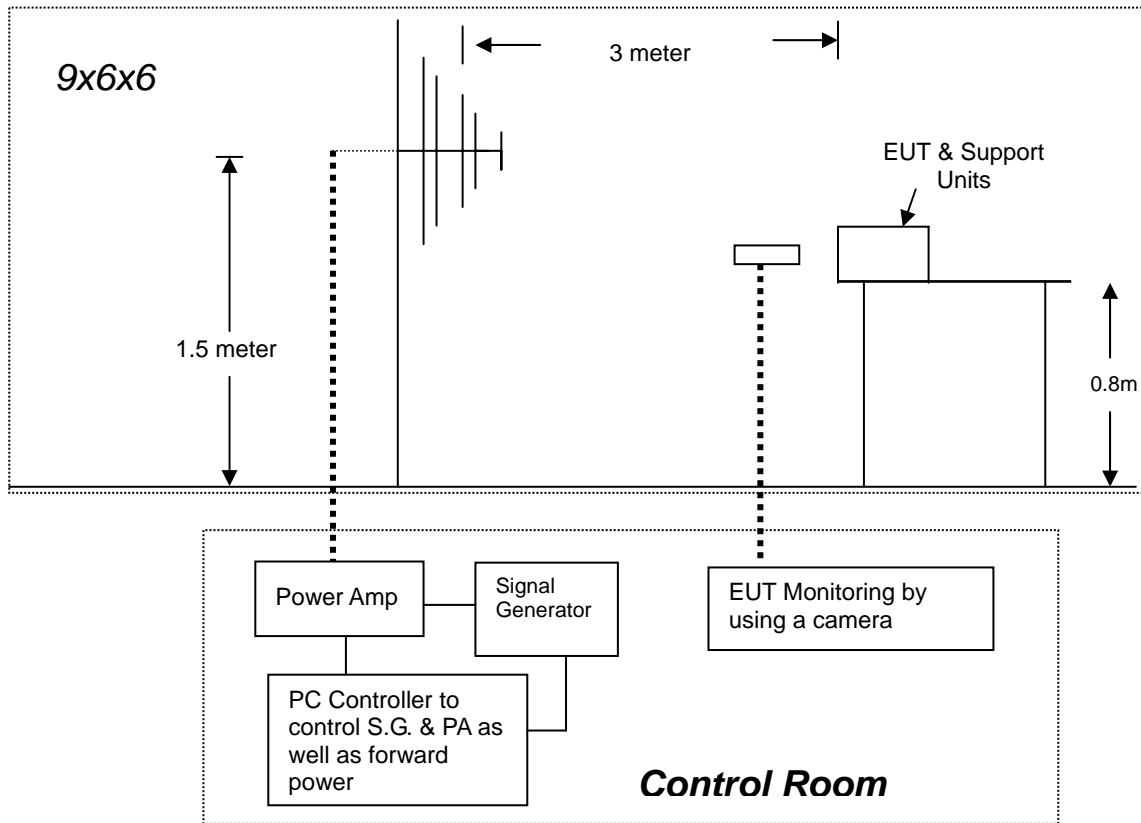 9x6x6
3 meter
EUT & Support
Units
1.5 meter
0.8m
Power Amp
Signal
Generator
EUT Monitoring by
using a camera
PC Controller to
control S.G. & PA as
well as forward
power
Control Room